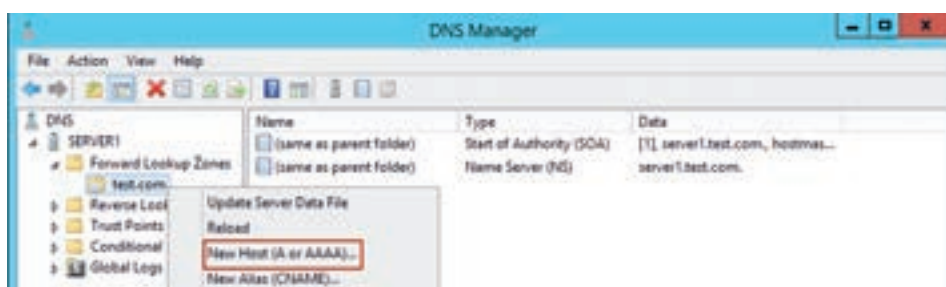 DNS Manager
File Action View Help
DNS
SERVER1
Forward Lookup Zones
test.com
Reverse Look
Trust Points
Conditional
Global Logs
Name Type Data
(same as parent folder) Start of Authority (SOA) [1], server1.test.com., hostmas...
(same as parent folder) Name Server (NS) server1.test.com.
Update Server Data File
Reload
New Host (A or AAAA)...
New Alias (CNAME)...